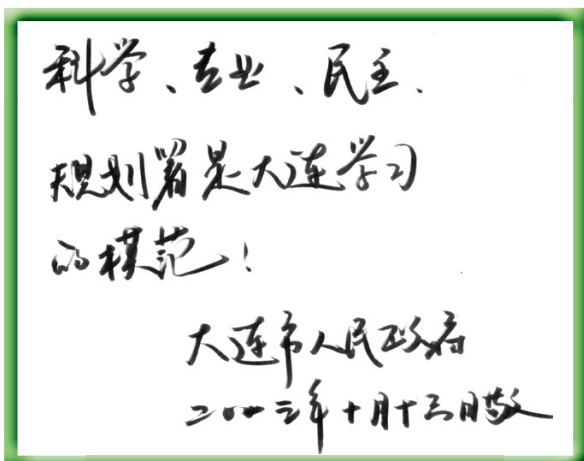 科学、专业、民主.
规划署是大连学习
的模范！
大连市人民政府
二〇〇三年十月十三日敬